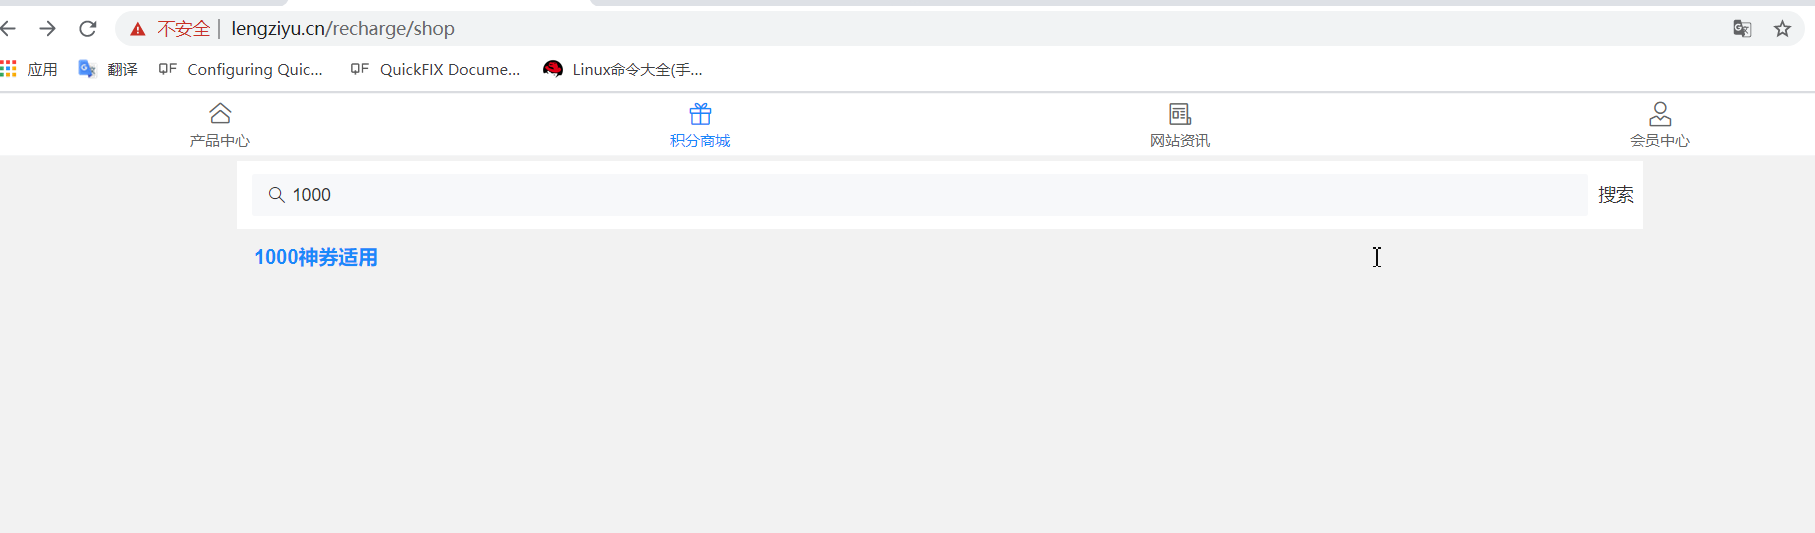 不安全 | lengziyu.cn/recharge/shop
应用 翻译 QF Configuring Quic... QF QuickFIX Docume... Linux命令大全(手...
产品中心 积分商城 网站资讯 会员中心
1000 搜索
1000神券适用